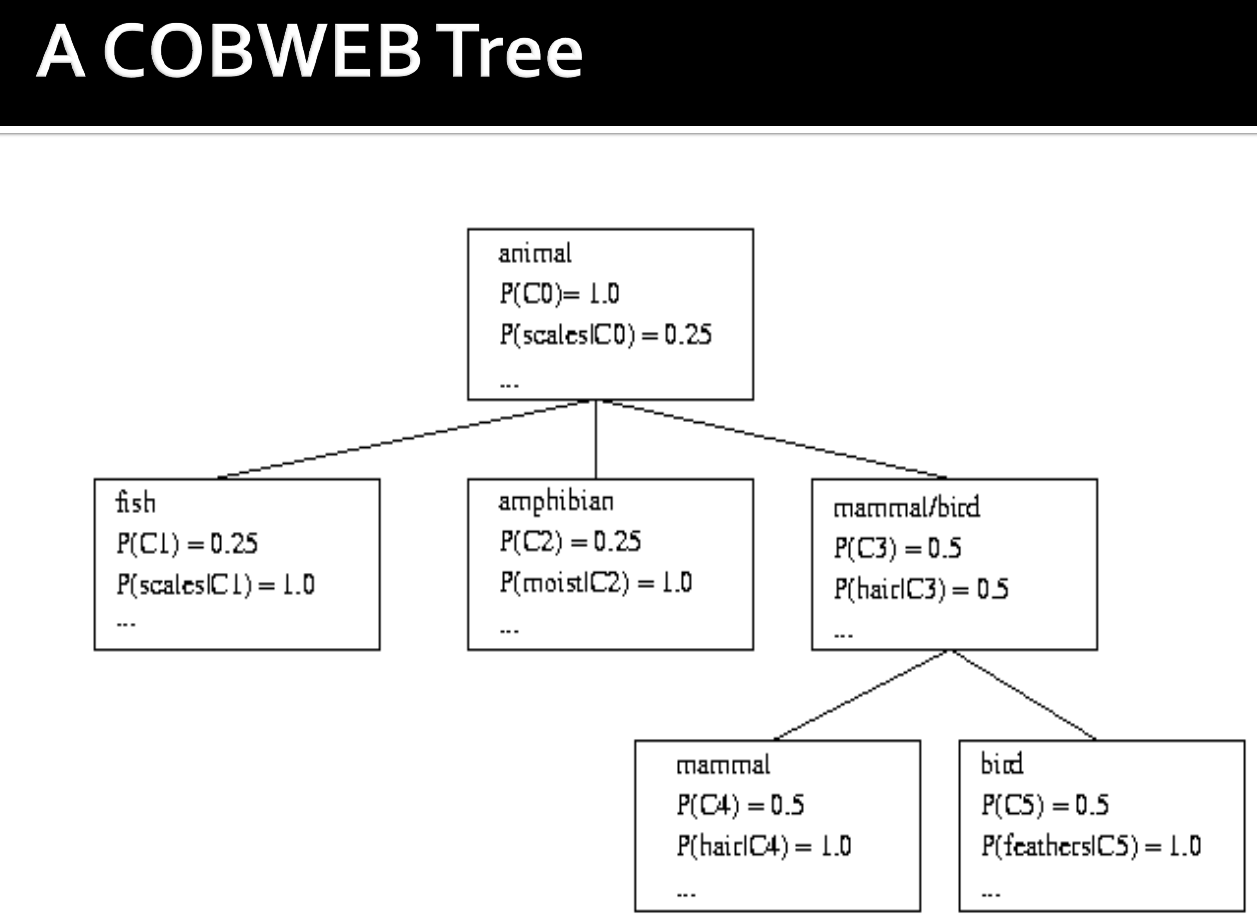 A COBWEB Tree
animal
P(C0)= 1.0
P(scales|C0) = 0.25
...
fish
P(C1) = 0.25
P(scales|C1) = 1.0
...
amphibian
P(C2) = 0.25
P(moist|C2) = 1.0
...
mammal/bird
P(C3) = 0.5
P(hair|C3) = 0.5
...
mammal
P(C4) = 0.5
P(hair|C4) = 1.0
...
bird
P(C5) = 0.5
P(feathers|C5) = 1.0
...